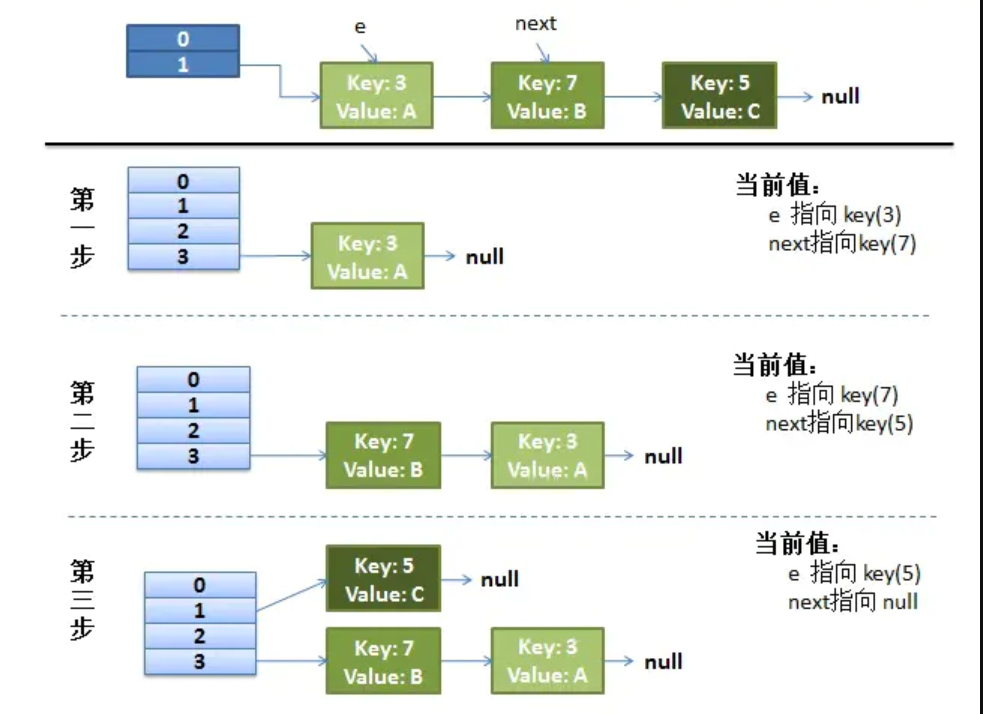 e
next
0
1
Key: 3
Value: A
Key: 7
Value: B
Key: 5
Value: C
null
第一步
0
1
2
3
Key: 3
Value: A
null
当前值:
e 指向 key(3)
next指向key(7)
第二步
0
1
2
3
Key: 7
Value: B
Key: 3
Value: A
null
当前值:
e 指向 key(7)
next指向key(5)
第三步
0
1
2
3
Key: 5
Value: C
null
Key: 7
Value: B
Key: 3
Value: A
null
当前值:
e 指向 key(5)
next指向 null